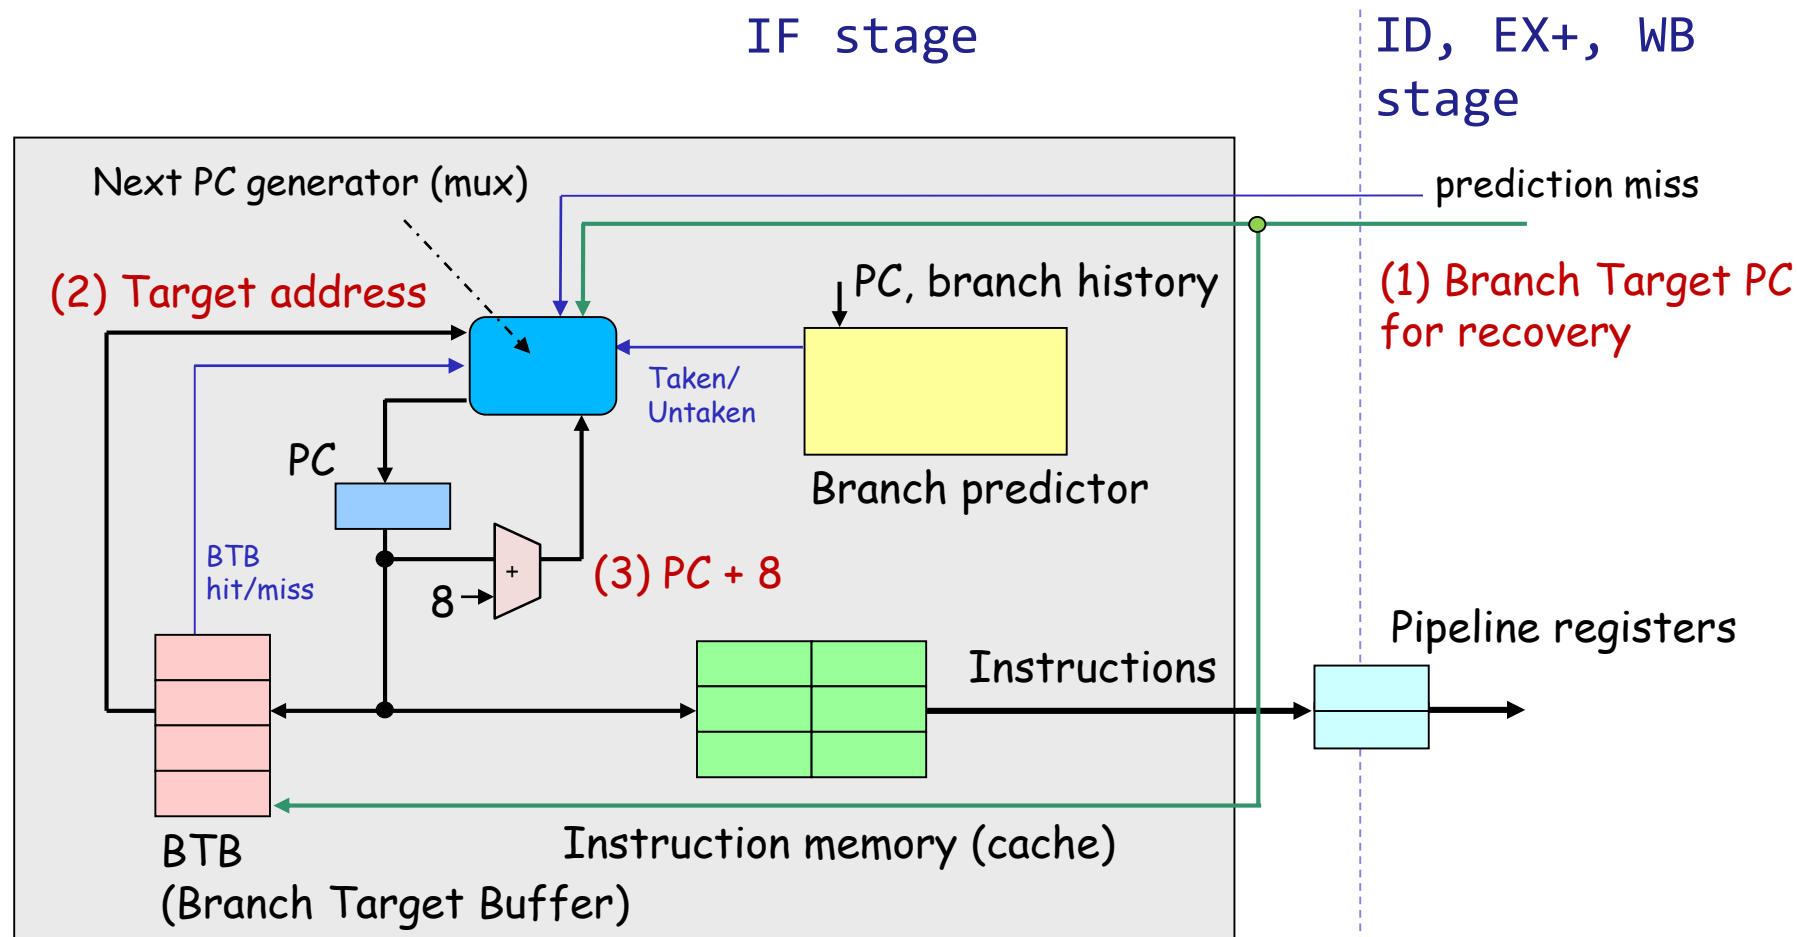 IF stage
ID, EX+, WB
stage
Next PC generator (mux)
prediction miss
(2) Target address
PC, branch history
(1) Branch Target PC
for recovery
Taken/
Untaken
PC
Branch predictor
BTB
hit/miss
+
8
(3) PC + 8
Pipeline registers
Instructions
Instruction memory (cache)
BTB
(Branch Target Buffer)